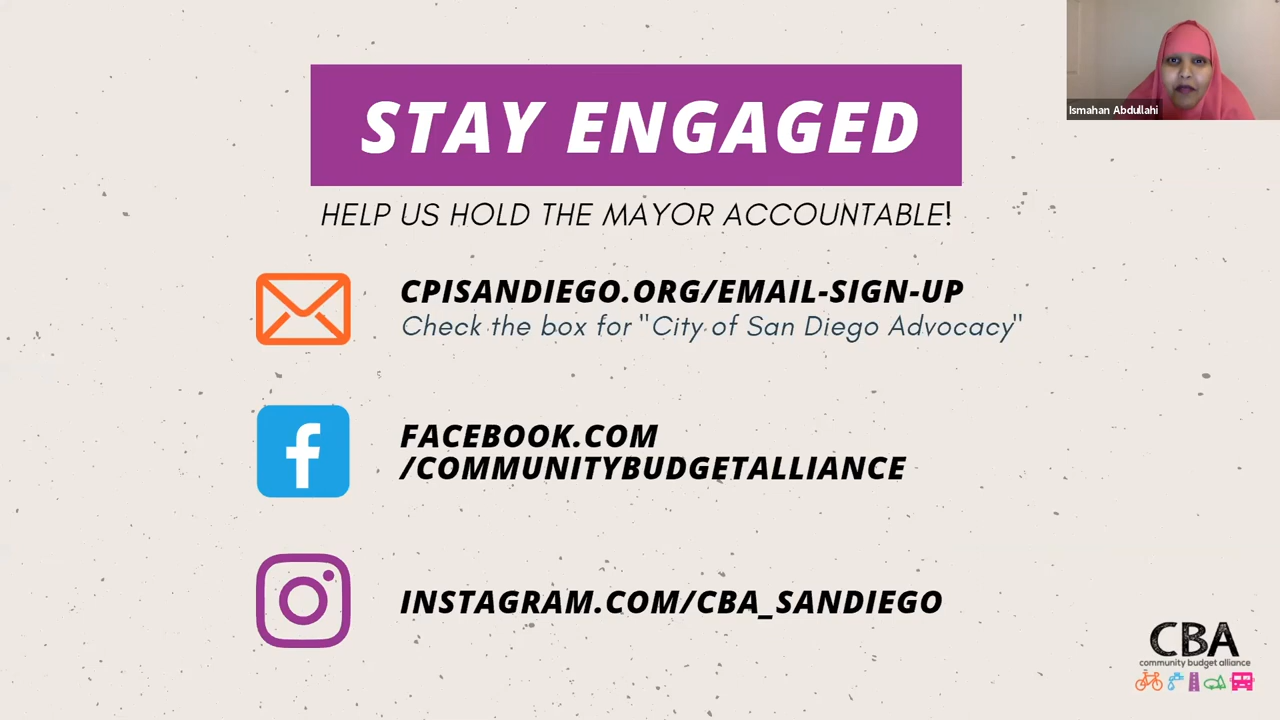 STAY ENGAGED
HELP US HOLD THE MAYOR ACCOUNTABLE!
CPISANDIEGO.ORG/EMAIL-SIGN-UP
Check the box for "City of San Diego Advocacy"
FACEBOOK.COM
/COMMUNITYBUDGETALLIANCE
INSTAGRAM.COM/CBA_SANDIEGO
Ismahan Abdullahi
CBA
community budget alliance